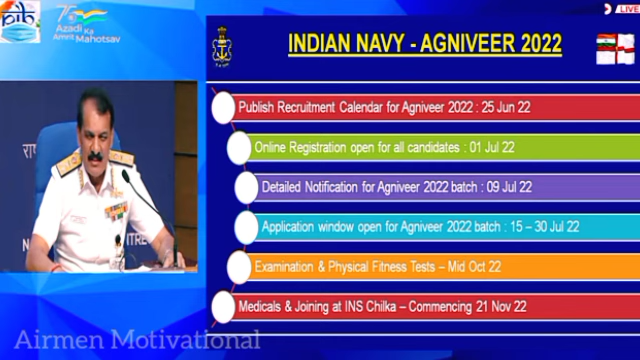 pib
75
Azadi Ka
Amrit Mahotsav
LIVE
INDIAN NAVY - AGNIVEER 2022
Publish Recruitment Calendar for Agniveer 2022 : 25 Jun 22
Online Registration open for all candidates : 01 Jul 22
Detailed Notification for Agniveer 2022 batch : 09 Jul 22
Application window open for Agniveer 2022 batch : 15 – 30 Jul 22
Examination & Physical Fitness Tests – Mid Oct 22
Medicals & Joining at INS Chilka – Commencing 21 Nov 22
Airmen Motivational